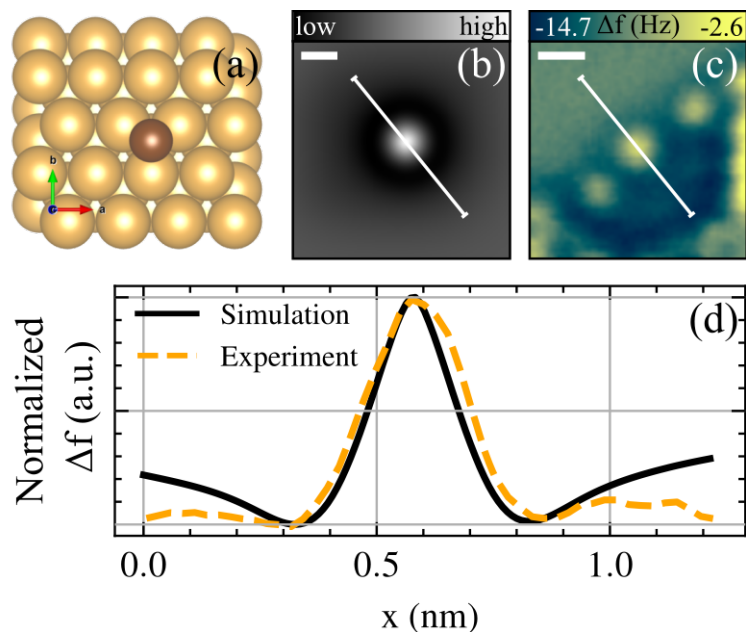 (a)
b
a
low high
(b)
-14.7 Δf (Hz) -2.6
(c)
Normalized
Δf (a.u.)
Simulation
Experiment
(d)
0.0 0.5 1.0
x (nm)